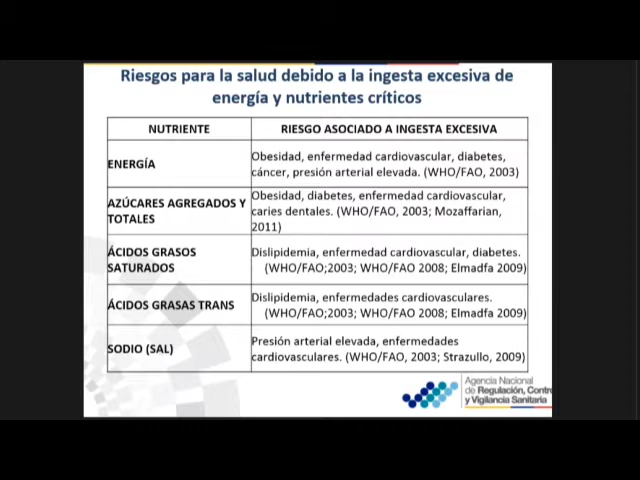 Riesgos para la salud debido a la ingesta excesiva de
energía y nutrientes críticos
NUTRIENTE
RIESGO ASOCIADO A INGESTA EXCESIVA
ENERGÍA
Obesidad, enfermedad cardiovascular, diabetes,
cáncer, presión arterial elevada. (WHO/FAO, 2003)
AZÚCARES AGREGADOS Y
TOTALES
Obesidad, diabetes, enfermedad cardiovascular,
caries dentales. (WHO/FAO, 2003; Mozaffarian,
2011)
ÁCIDOS GRASOS
SATURADOS
Dislipidemia, enfermedad cardiovascular, diabetes.
(WHO/FAO;2003; WHO/FAO 2008; Elmadfa 2009)
ÁCIDOS GRASAS TRANS
Dislipidemia, enfermedades cardiovasculares.
(WHO/FAO;2003; WHO/FAO 2008; Elmadfa 2009)
SODIO (SAL)
Presión arterial elevada, enfermedades
cardiovasculares. (WHO/FAO, 2003; Strazullo, 2009)
Agencia Nacional
de Regulación, Contro
y Vigilancia Sanitaria